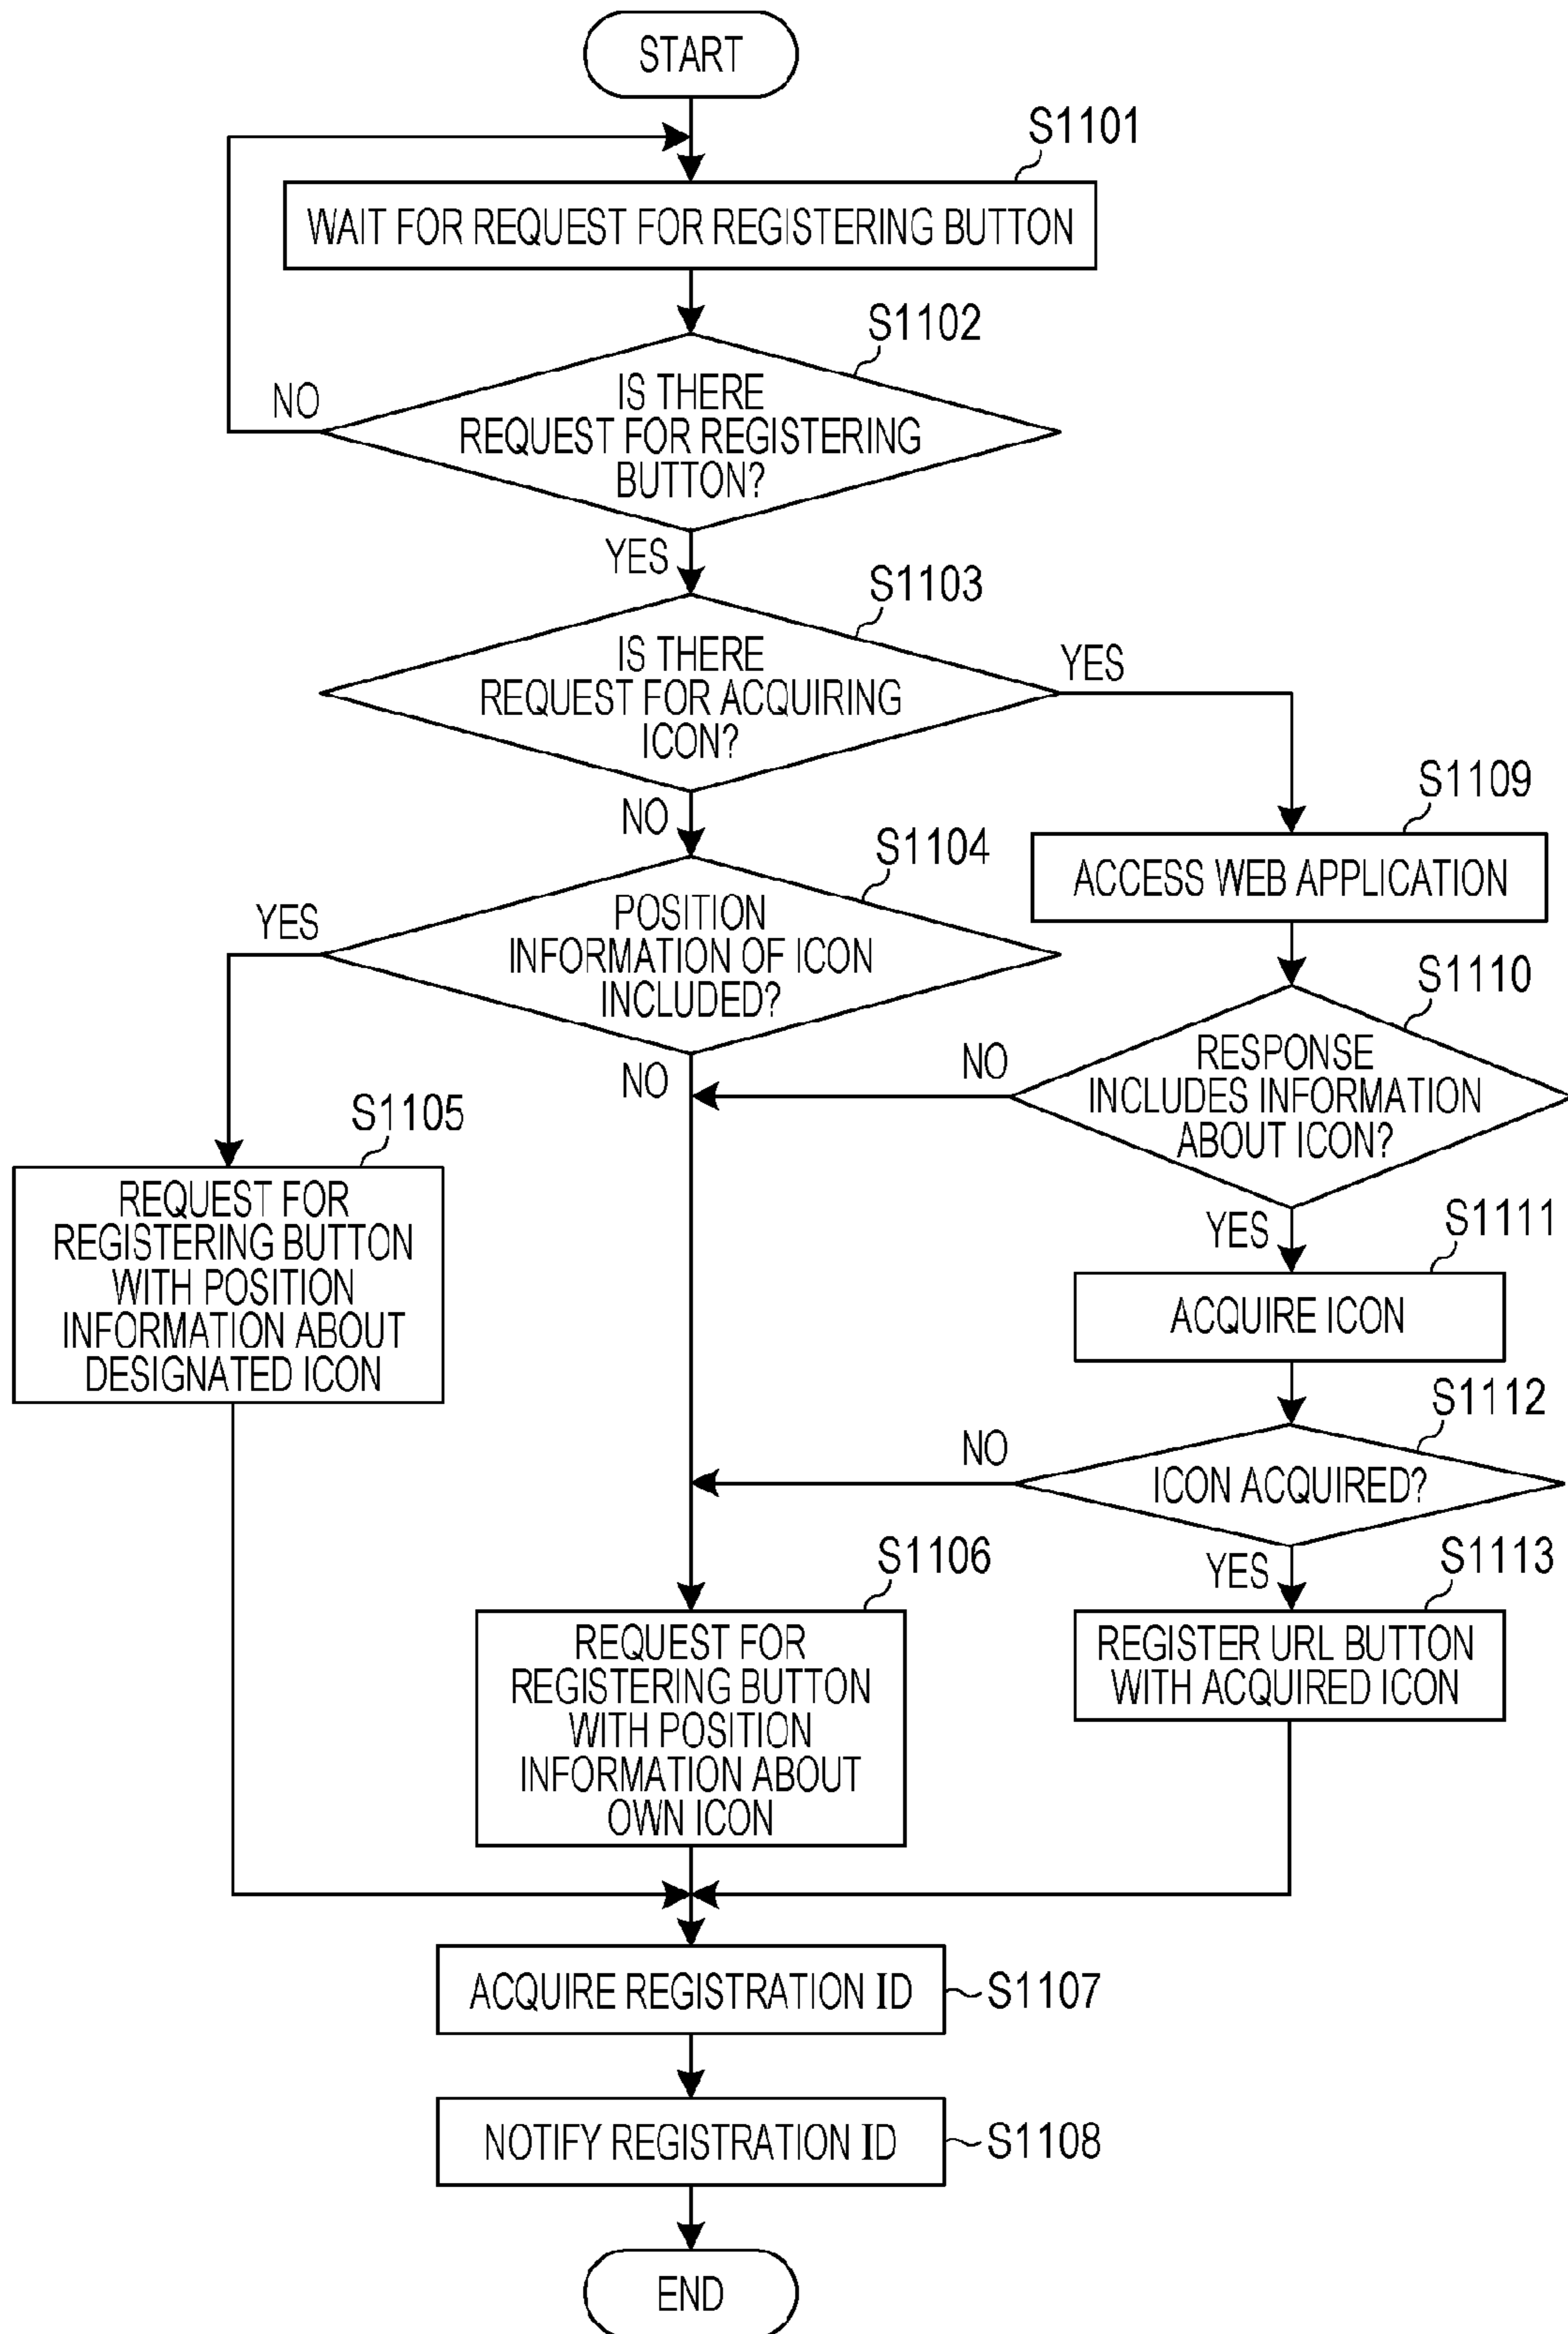 START
S1101
WAIT FOR REQUEST FOR REGISTERING BUTTON
S1102
IS THERE
REQUEST FOR REGISTERING
BUTTON?
NO
YES
S1103
IS THERE
REQUEST FOR ACQUIRING
ICON?
YES
NO
S1109
ACCESS WEB APPLICATION
S1104
POSITION
INFORMATION OF ICON
INCLUDED?
YES
NO
S1110
RESPONSE
INCLUDES INFORMATION
ABOUT ICON?
NO
YES
S1105
REQUEST FOR
REGISTERING BUTTON
WITH POSITION
INFORMATION ABOUT
DESIGNATED ICON
S1111
ACQUIRE ICON
S1112
ICON ACQUIRED?
NO
YES
S1106
REQUEST FOR
REGISTERING BUTTON
WITH POSITION
INFORMATION ABOUT
OWN ICON
S1113
REGISTER URL BUTTON
WITH ACQUIRED ICON
ACQUIRE REGISTRATION ID
S1107
NOTIFY REGISTRATION ID
S1108
END